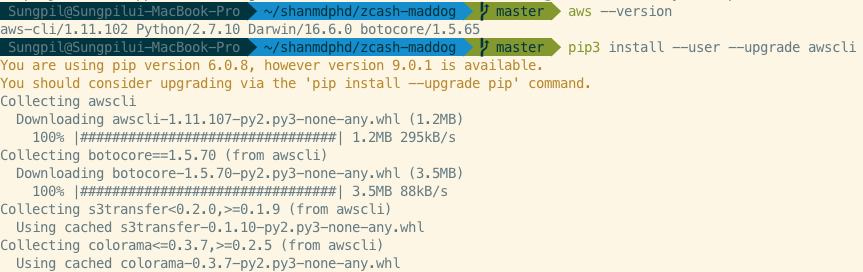 Sungpil@Sungpilui-MacBook-Pro ~/shanmdphd/zcash-maddog master aws --version
aws-cli/1.11.102 Python/2.7.10 Darwin/16.6.0 botocore/1.5.65
Sungpil@Sungpilui-MacBook-Pro ~/shanmdphd/zcash-maddog master pip3 install --user --upgrade awscli
You are using pip version 6.0.8, however version 9.0.1 is available.
You should consider upgrading via the 'pip install --upgrade pip' command.
Collecting awscli
  Downloading awscli-1.11.107-py2.py3-none-any.whl (1.2MB)
    100% |################################| 1.2MB 295kB/s
Collecting botocore==1.5.70 (from awscli)
  Downloading botocore-1.5.70-py2.py3-none-any.whl (3.5MB)
    100% |################################| 3.5MB 88kB/s
Collecting s3transfer<0.2.0,>=0.1.9 (from awscli)
  Using cached s3transfer-0.1.10-py2.py3-none-any.whl
Collecting colorama<=0.3.7,>=0.2.5 (from awscli)
  Using cached colorama-0.3.7-py2.py3-none-any.whl